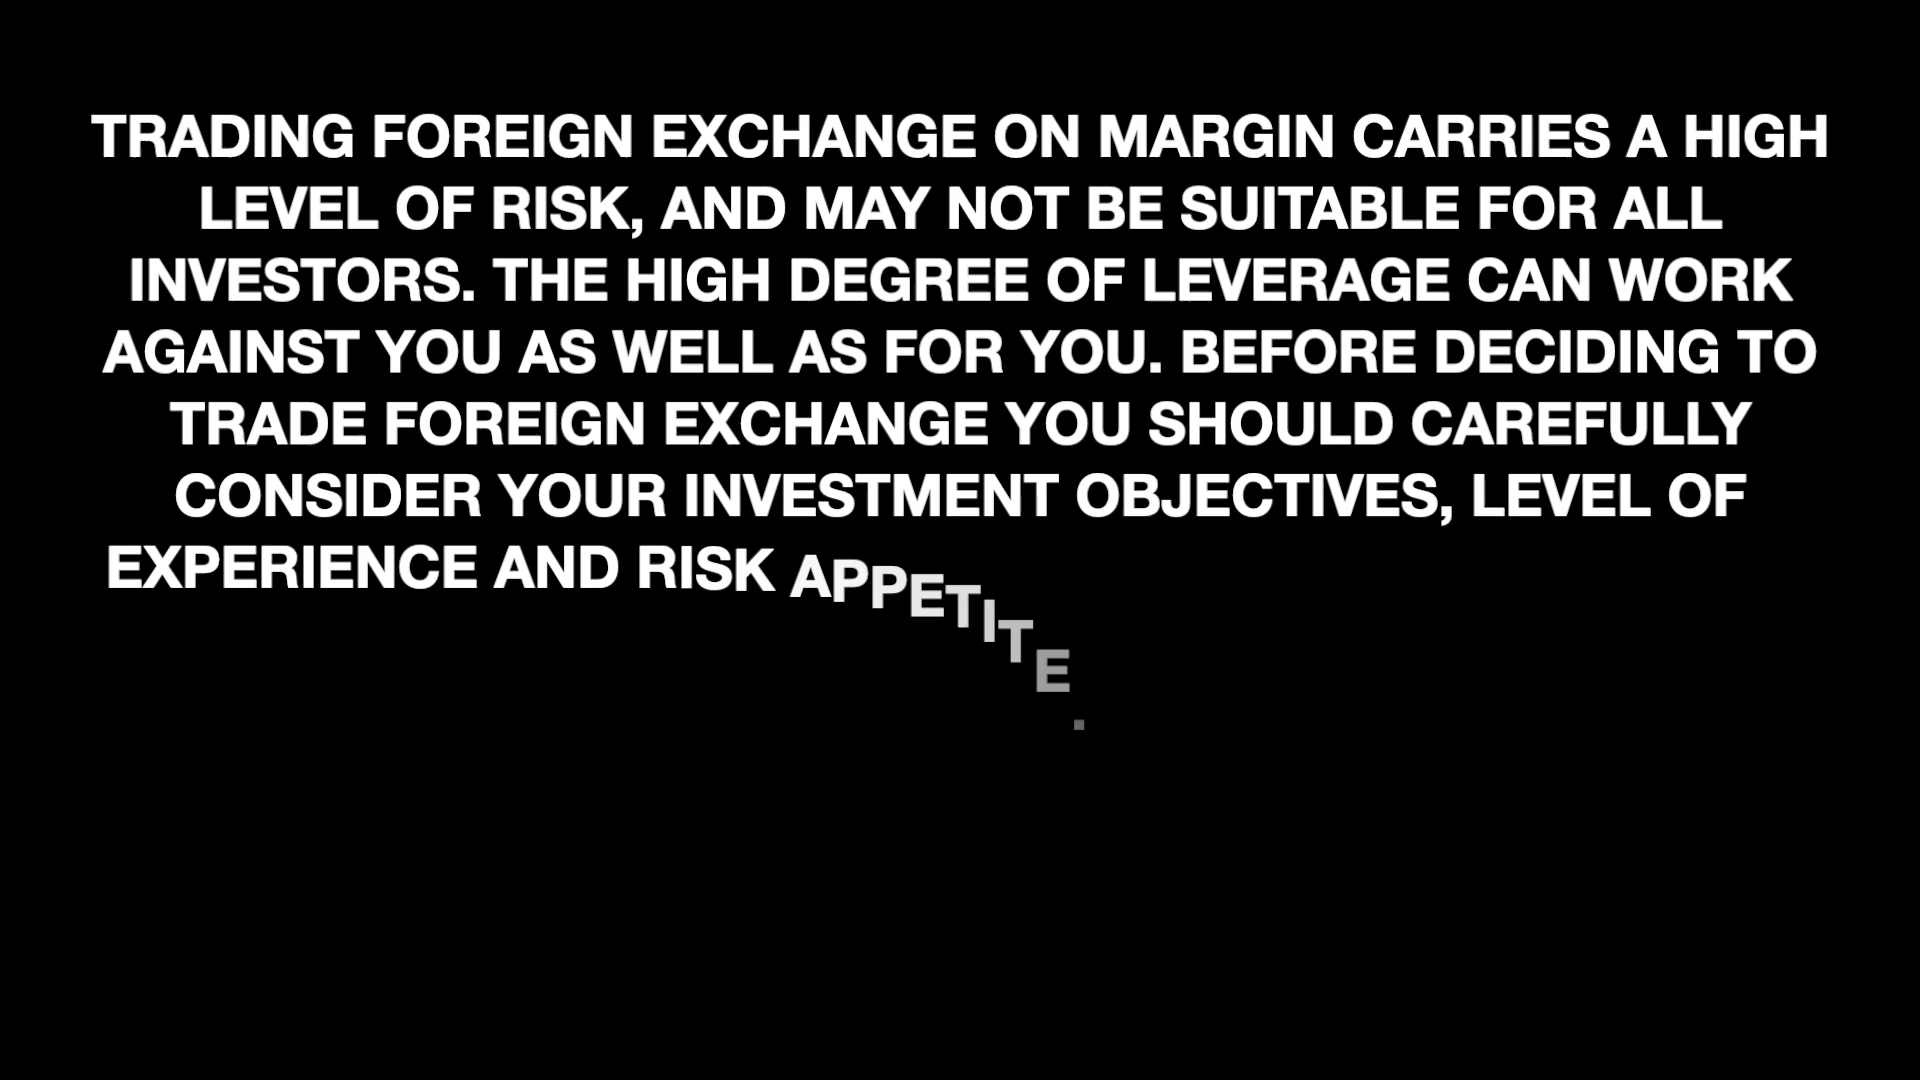 TRADING FOREIGN EXCHANGE ON MARGIN CARRIES A HIGH
LEVEL OF RISK, AND MAY NOT BE SUITABLE FOR ALL
INVESTORS. THE HIGH DEGREE OF LEVERAGE CAN WORK
AGAINST YOU AS WELL AS FOR YOU. BEFORE DECIDING TO
TRADE FOREIGN EXCHANGE YOU SHOULD CAREFULLY
CONSIDER YOUR INVESTMENT OBJECTIVES, LEVEL OF
EXPERIENCE AND RISK APPETITE.